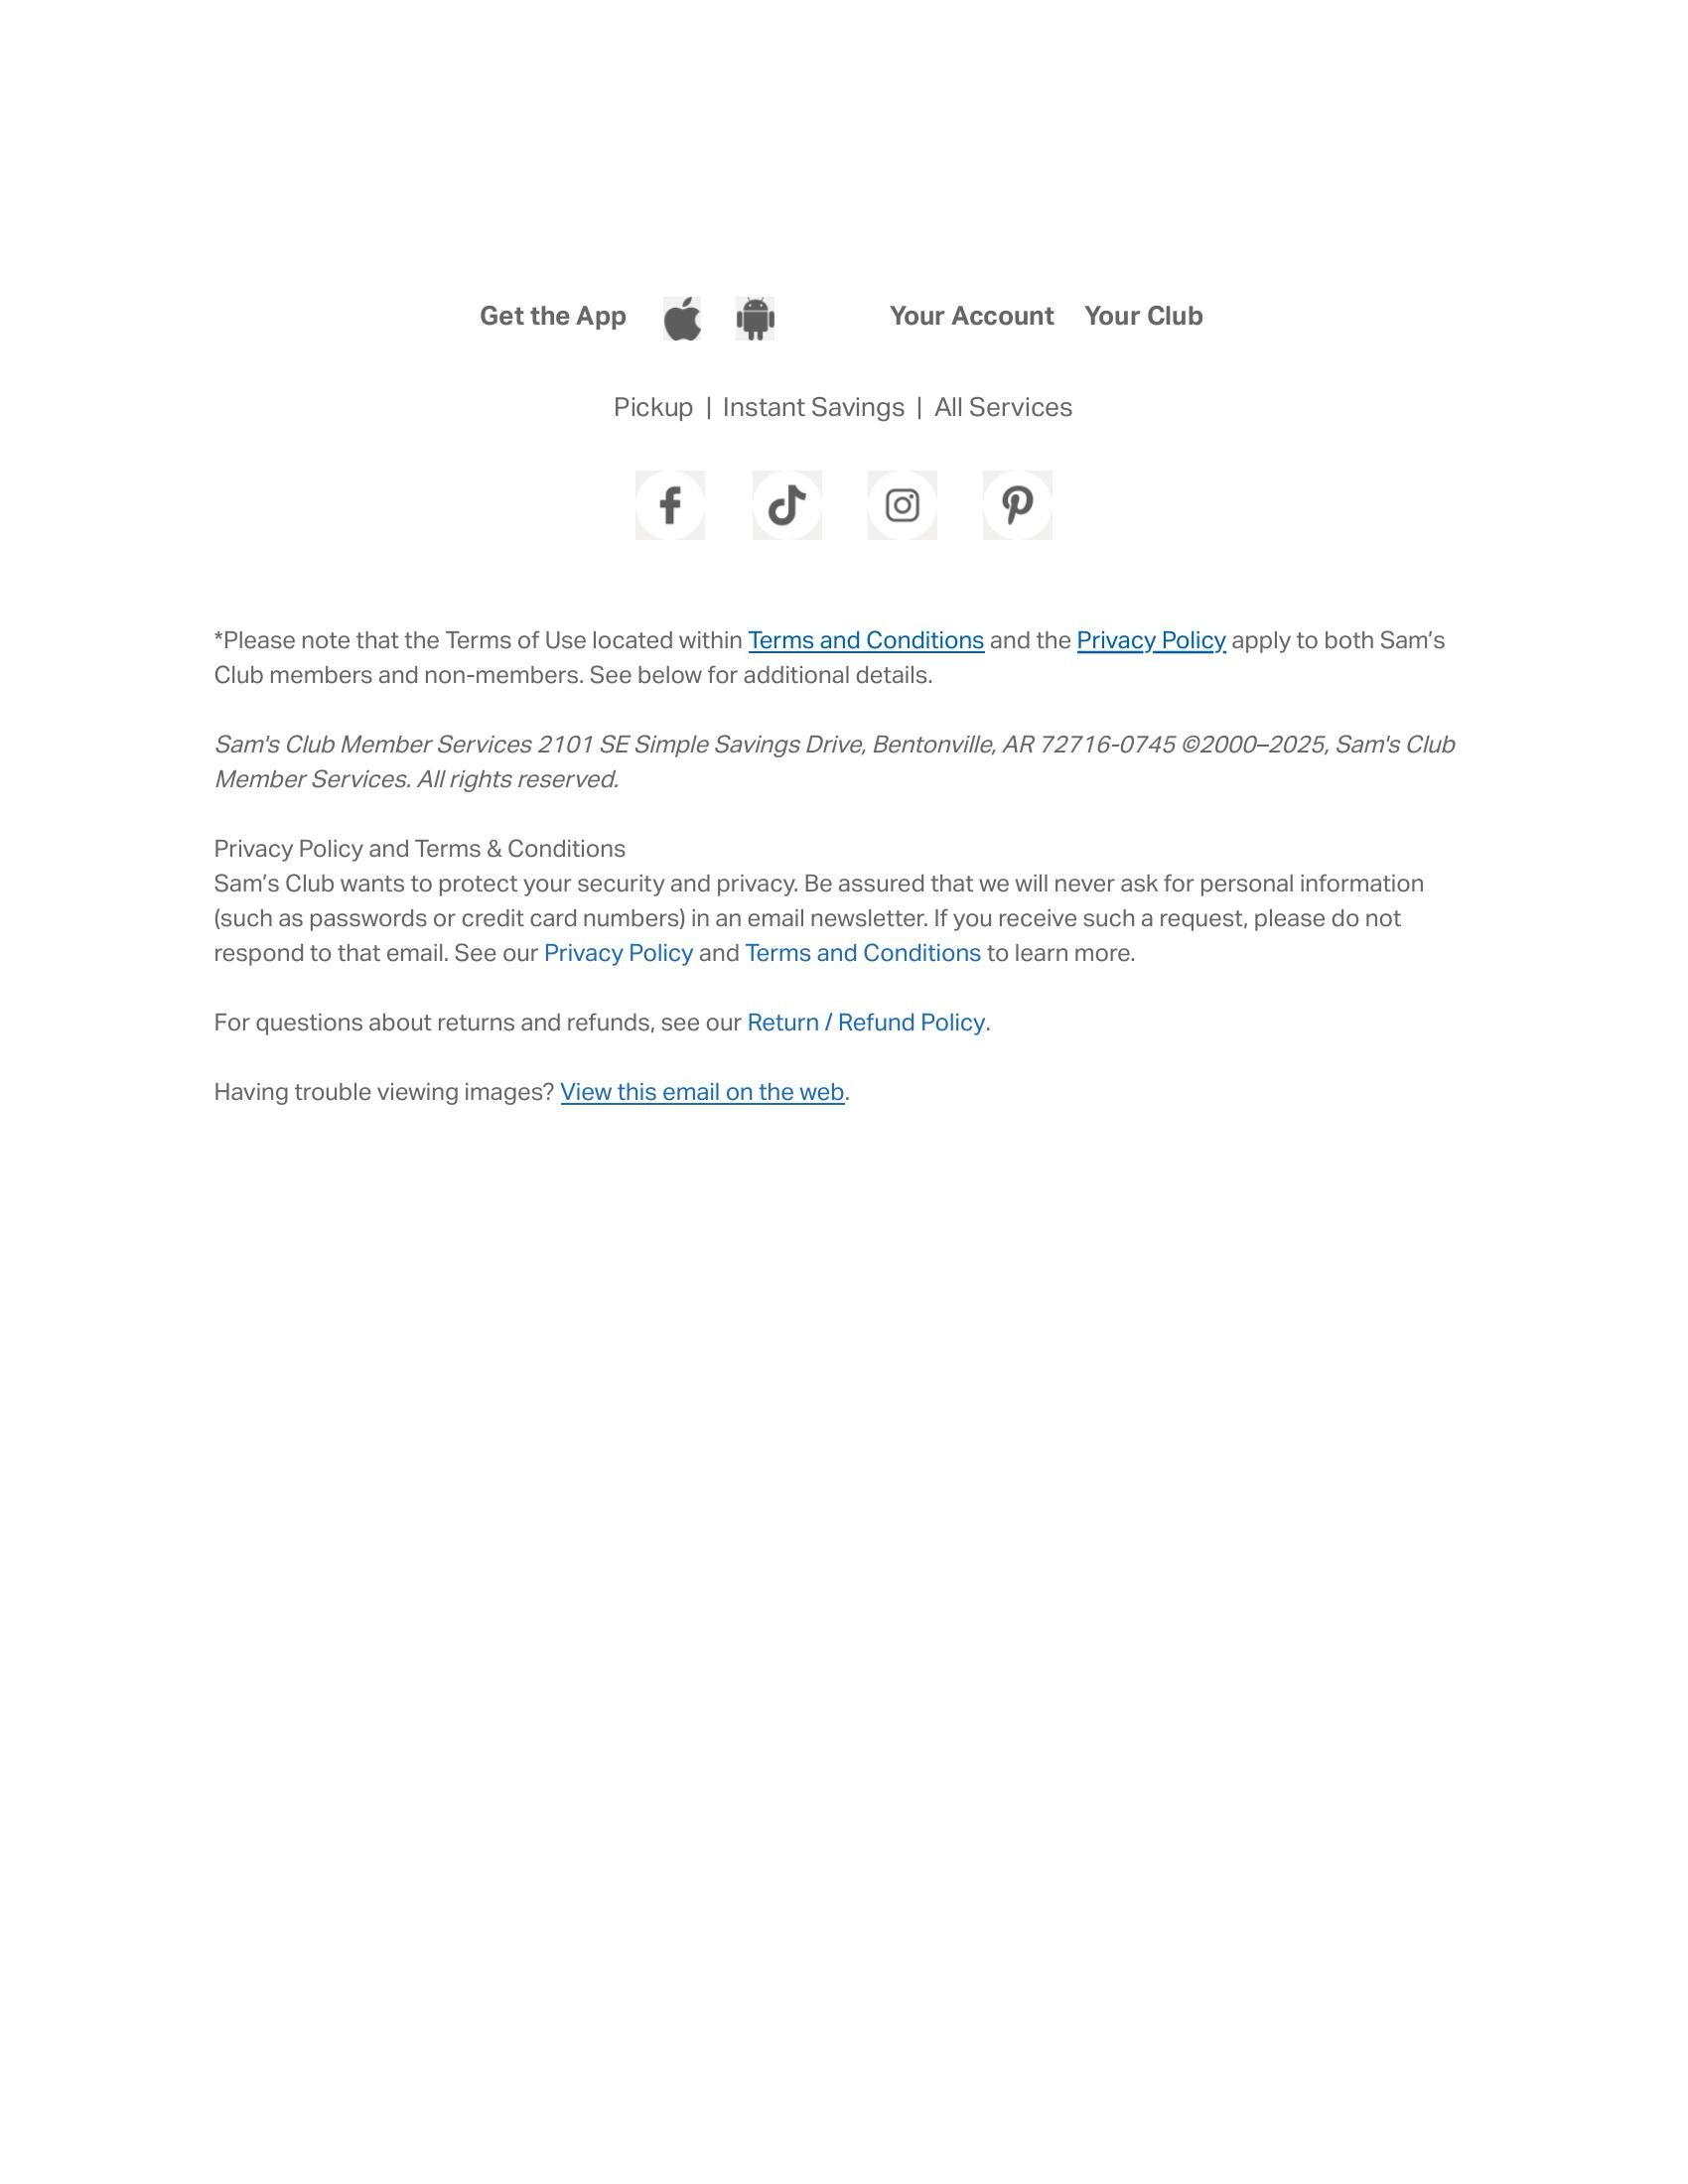 Get the App Your Account Your Club
Pickup | Instant Savings | All Services
*Please note that the Terms of Use located within Terms and Conditions and the Privacy Policy apply to both Sam’s
Club members and non-members. See below for additional details.
Sam's Club Member Services 2101 SE Simple Savings Drive, Bentonville, AR 72716-0745 ©2000–2025, Sam's Club
Member Services. All rights reserved.
Privacy Policy and Terms & Conditions
Sam’s Club wants to protect your security and privacy. Be assured that we will never ask for personal information
(such as passwords or credit card numbers) in an email newsletter. If you receive such a request, please do not
respond to that email. See our Privacy Policy and Terms and Conditions to learn more.
For questions about returns and refunds, see our Return / Refund Policy.
Having trouble viewing images? View this email on the web.